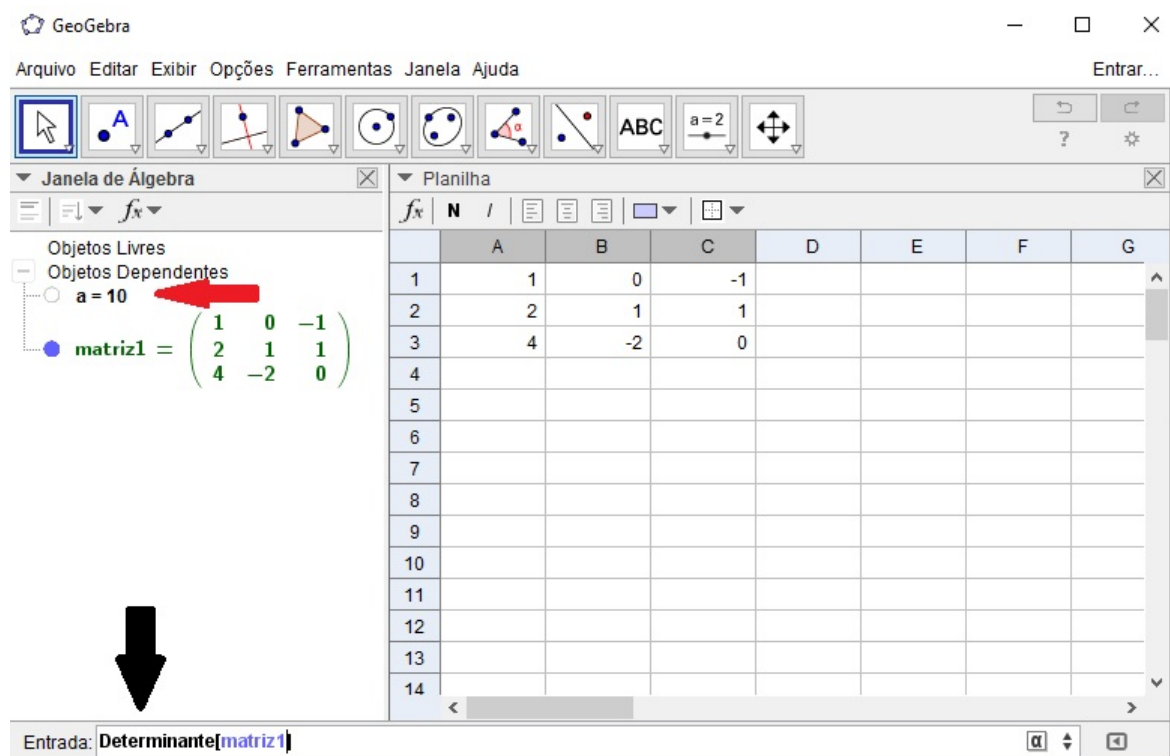 GeoGebra
Arquivo Editar Exibir Opções Ferramentas Janela Ajuda
Entrar...
A
α
ABC
a = 2
?
Janela de Álgebra
fx
Objetos Livres
Objetos Dependentes
a = 10
matriz1 =
1 0 −1
2 1 1
4 −2 0
Planilha
fx N I
A B C D E F G
1 1 0 -1
2 2 1 1
3 4 -2 0
4
5
6
7
8
9
10
11
12
13
14
Entrada: Determinante[matriz1]
α